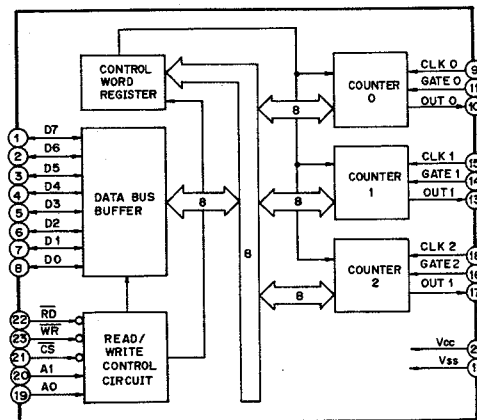 CONTROL
WORD
REGISTER
COUNTER
0
CLK 0 9
GATE 0 11
OUT 0 10
8
1 D7
2 D6
3 D5
4 D4
5 D3
6 D2
7 D1
8 D0
DATA BUS
BUFFER
8
8
8
COUNTER
1
CLK 1 15
GATE 1 14
OUT 1 13
8
COUNTER
2
CLK 2 18
GATE 2 16
OUT 1 17
22 RD
23 WR
21 CS
20 A1
19 A0
READ/
WRITE
CONTROL
CIRCUIT
Vcc 2
Vss 1